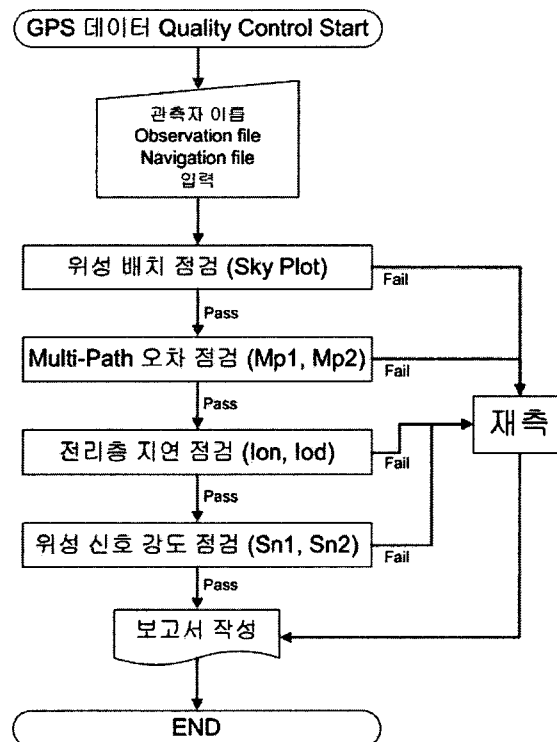 GPS 데이터 Quality Control Start
관측자 이름
Observation file
Navigation file
입력
위성 배치 점검 (Sky Plot)
Fail
Pass
Multi-Path 오차 점검 (Mp1, Mp2)
Fail
Pass
재측
전리층 지연 점검 (Ion, Iod)
Fail
Pass
위성 신호 강도 점검 (Sn1, Sn2)
Fail
Pass
보고서 작성
END